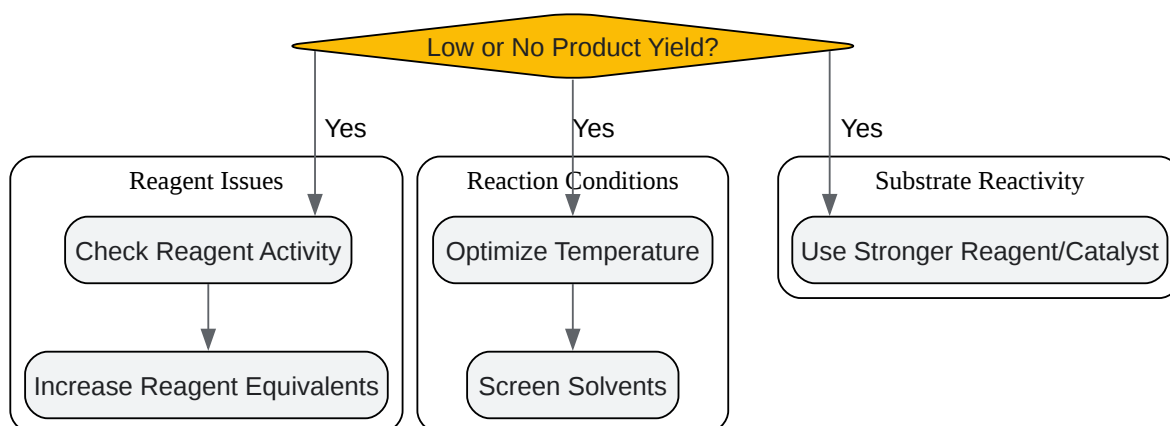 Low or No Product Yield?
Yes
Yes
Yes
Reagent Issues
Reaction Conditions
Substrate Reactivity
Check Reagent Activity
Optimize Temperature
Use Stronger Reagent/Catalyst
Increase Reagent Equivalents
Screen Solvents